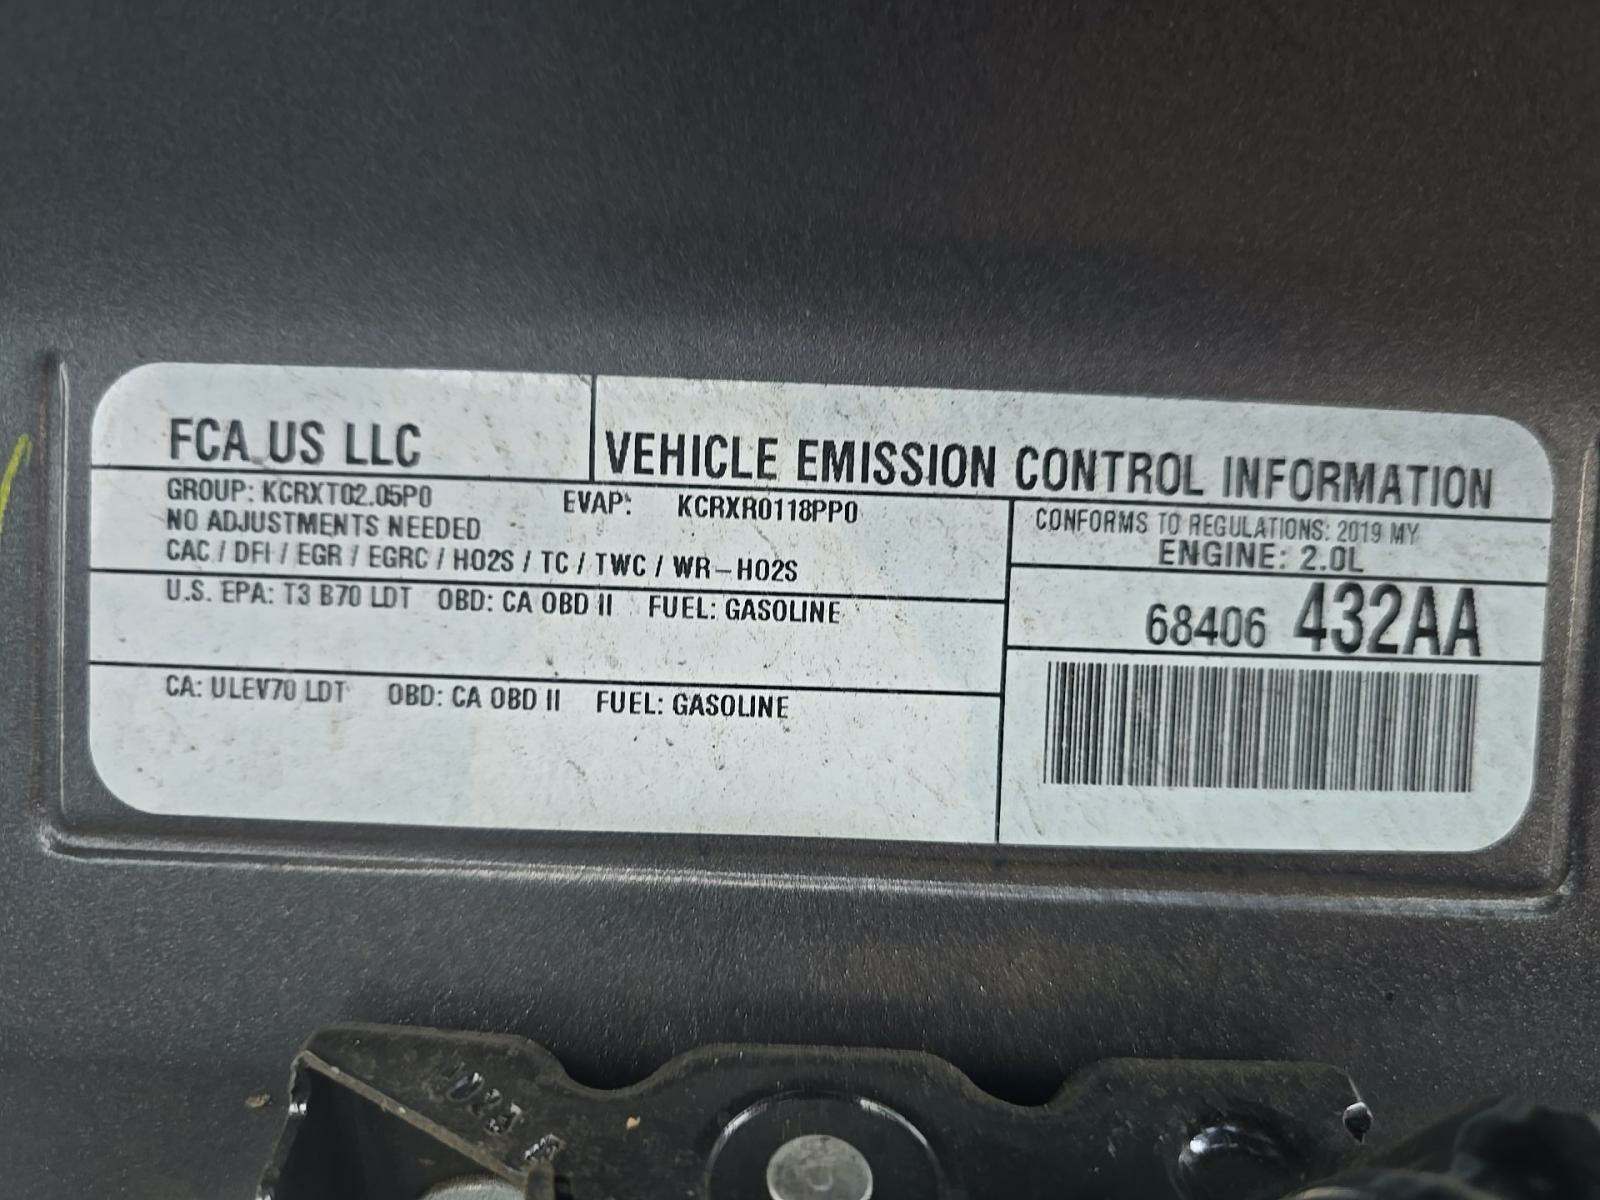 FCA US LLC
VEHICLE EMISSION CONTROL INFORMATION
GROUP: KCRXT02.05P0 EVAP: KCRXR0118PP0
NO ADJUSTMENTS NEEDED
CAC / DFI / EGR / EGRC / HO2S / TC / TWC / WR-HO2S
U.S. EPA: T3 B70 LDT OBD: CA OBD II FUEL: GASOLINE
CA: ULEV70 LDT OBD: CA OBD II FUEL: GASOLINE
CONFORMS TO REGULATIONS: 2019 MY
ENGINE: 2.0L
68406 432AA